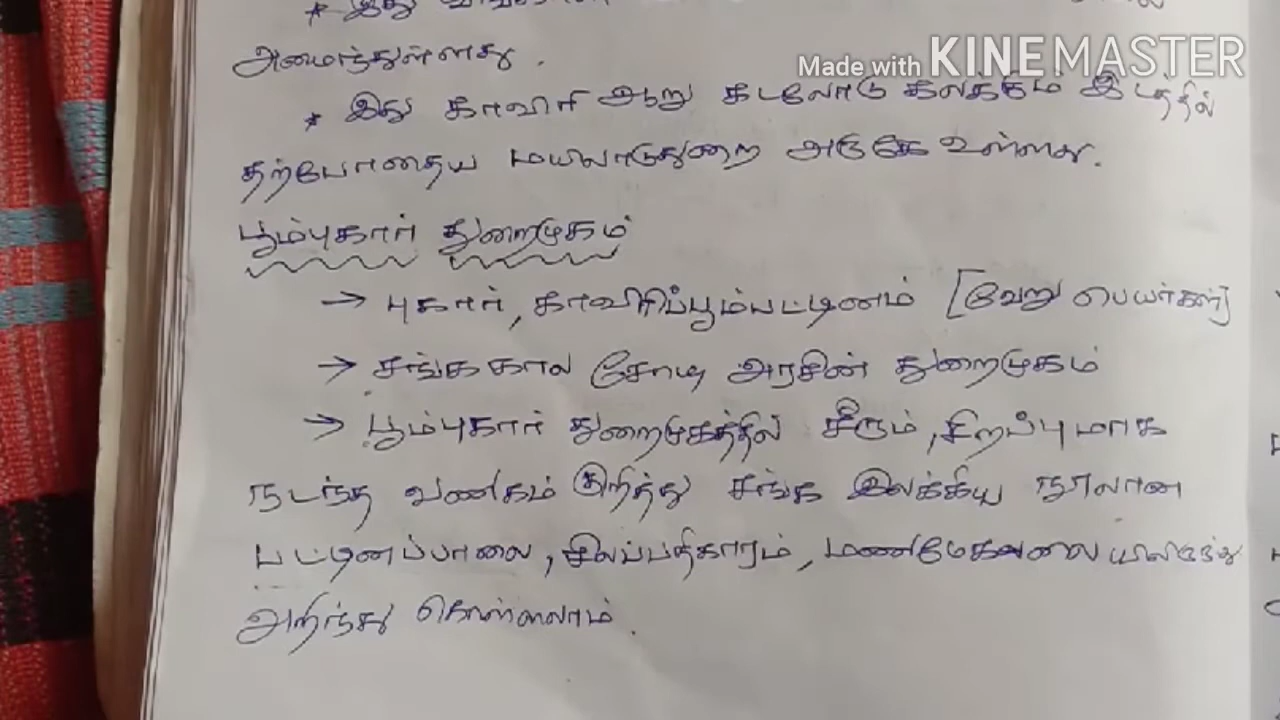 * இது
அமைந்துள்ளது.
Made with KINEMASTER
* இது காவிரி ஆறு கடலோடு கலக்கும் இடத்தில்
தற்போதைய மயிலாடுதுறை அருகே உள்ளது.
பூம்புகார் துறைமுகம்
→ புகார், காவிரிப்பூம்பட்டினம் [வேறு பெயர்கள்]
→ சங்க கால சோழ அரசின் துறைமுகம்
→ பூம்புகார் துறைமுகத்தில் சீரும், சிறப்புமாக
நடந்த வணிகம் குறித்து சங்க இலக்கிய நூலான
பட்டினப்பாலை, சிலப்பதிகாரம், மணிமேகலையிலிருந்து
அறிந்து கொள்ளலாம்.